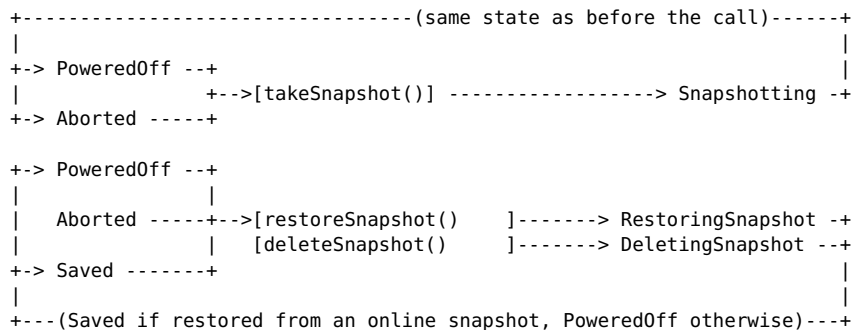 +---------------------------------(same state as before the call)------+
|                                                                      |
+-> PoweredOff --+                                                     |
|                +-->[takeSnapshot()] ------------------> Snapshotting -+
+-> Aborted -----+

+-> PoweredOff --+
|                |
|   Aborted -----+-->[restoreSnapshot()    ]-------> RestoringSnapshot -+
|                |   [deleteSnapshot()     ]-------> DeletingSnapshot --+
+-> Saved -------+                                                     |
|                                                                      |
+---(Saved if restored from an online snapshot, PoweredOff otherwise)---+